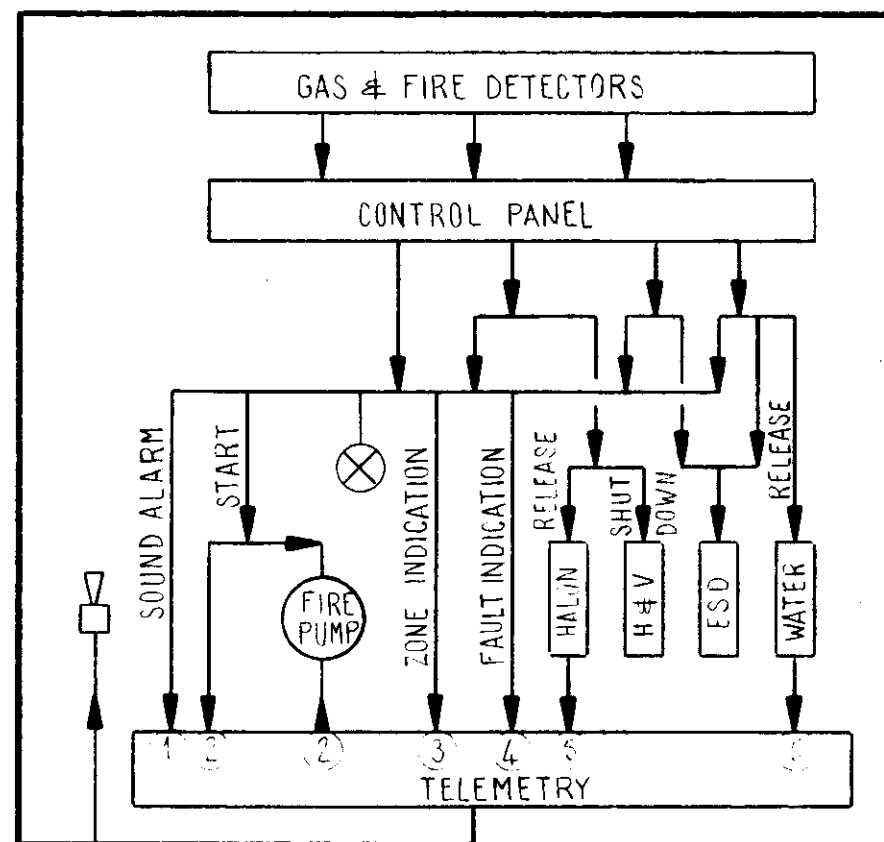 GAS & FIRE DETECTORS
CONTROL PANEL
SOUND ALARM
START
ZONE INDICATION
FAULT INDICATION
RELEASE
SHUT
DOWN
RELEASE
FIRE
PUMP
HALON
H & V
ESD
WATER
1
2
2
3
4
5
TELEMETRY